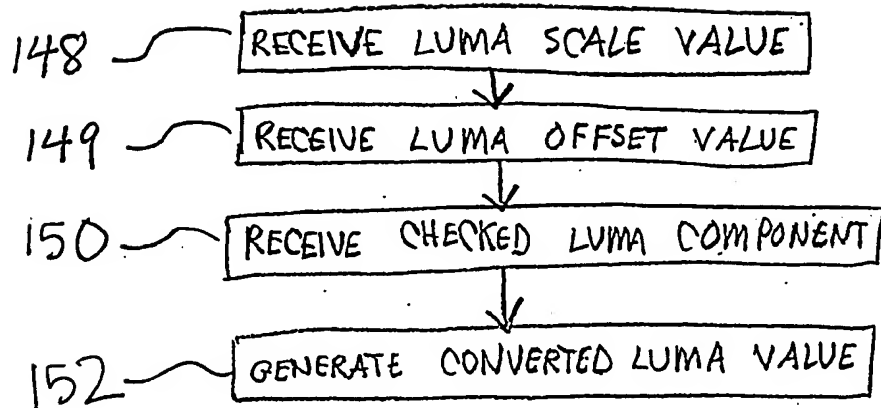 148 RECEIVE LUMA SCALE VALUE
149 RECEIVE LUMA OFFSET VALUE
150 RECEIVE CHECKED LUMA COMPONENT
152 GENERATE CONVERTED LUMA VALUE